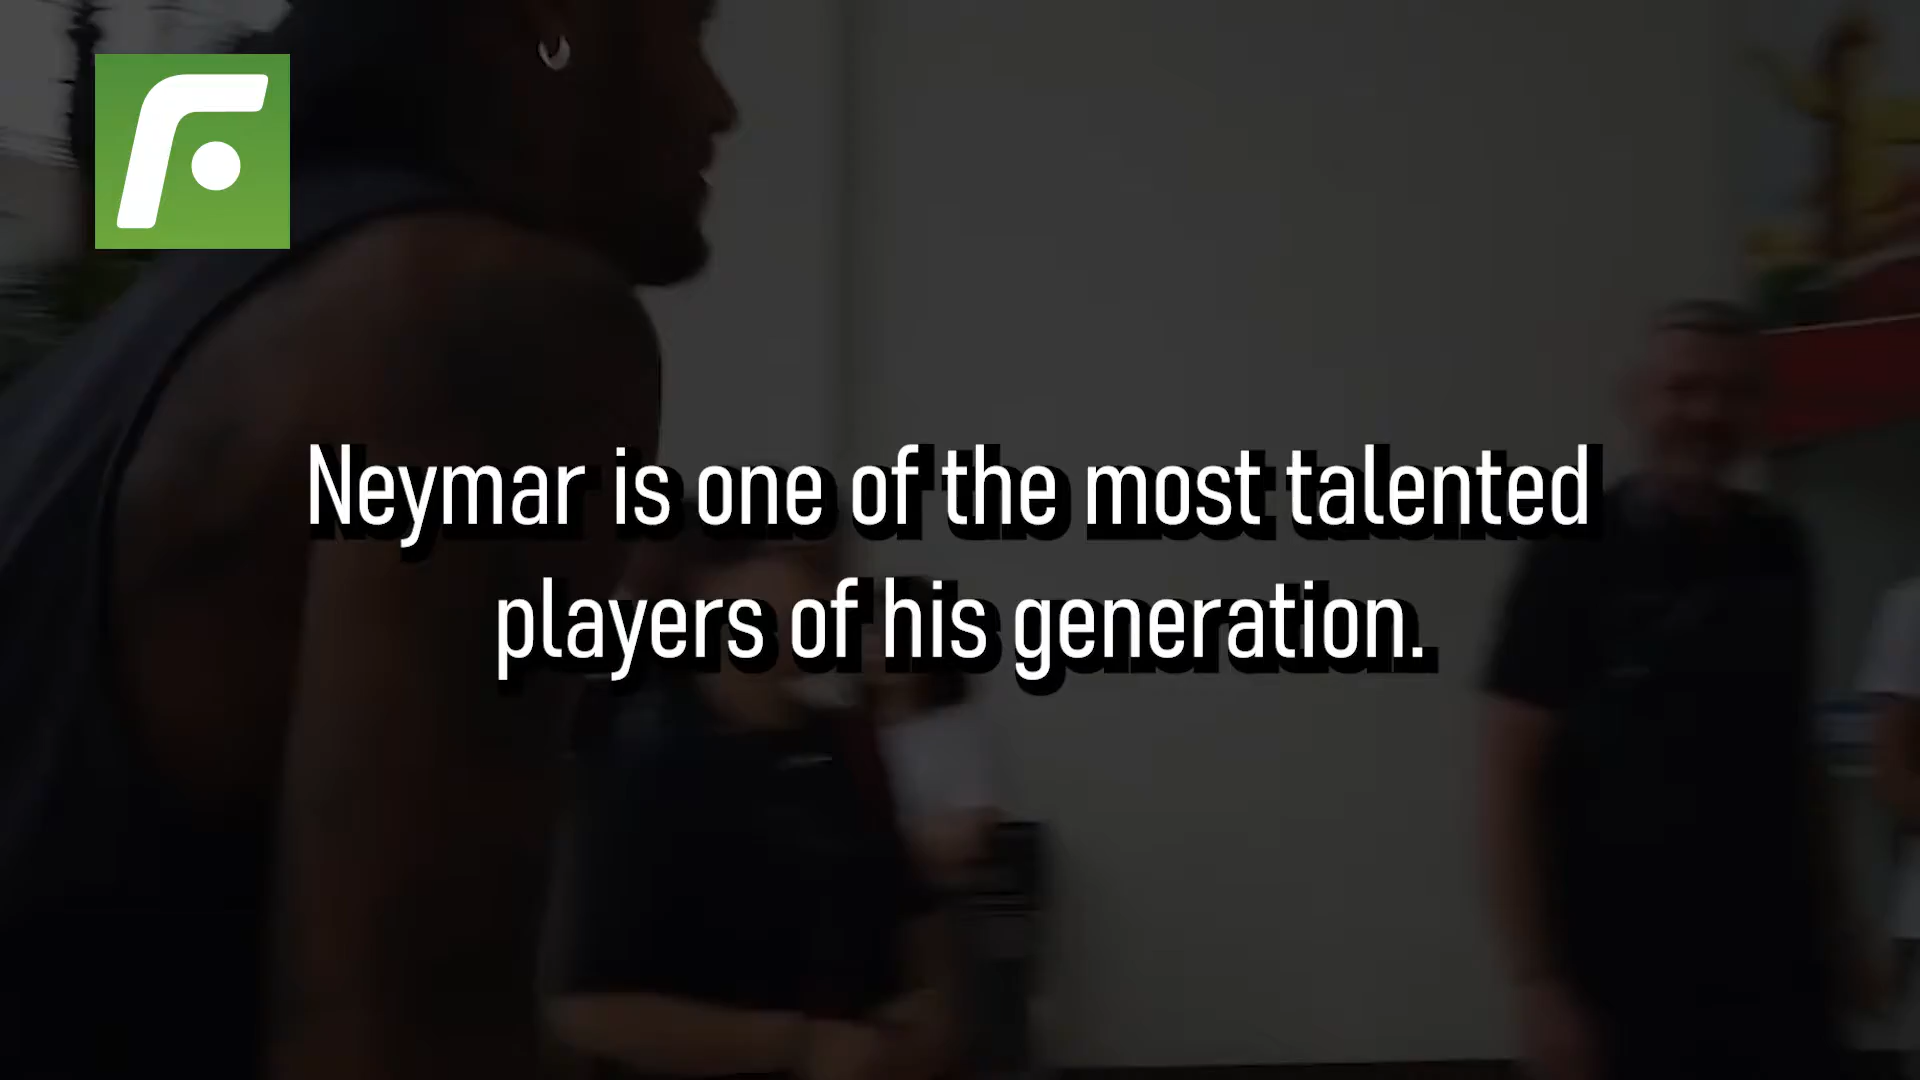 Neymar is one of the most talented
players of his generation.